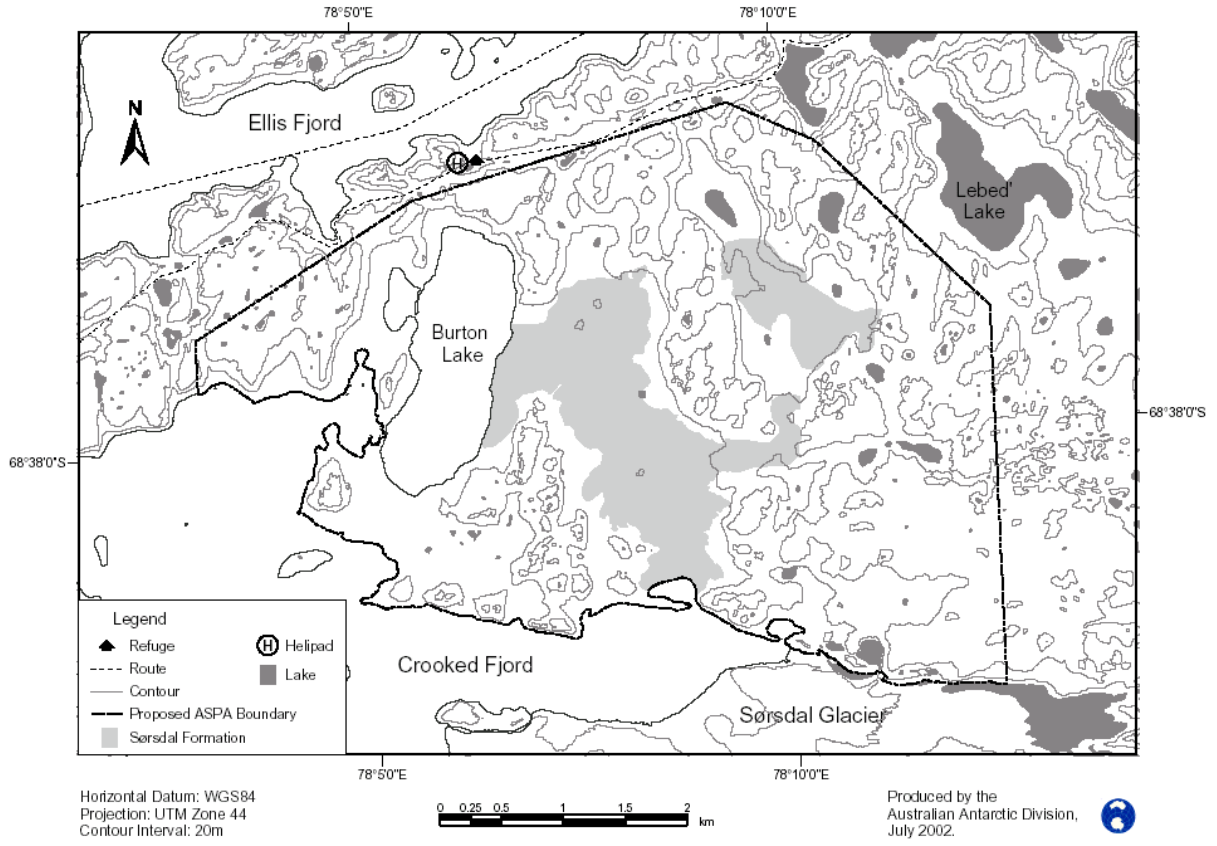 78°5'0"E
78°10'0"E
N
Ellis Fjord
H
Lebed'
Lake
Burton
Lake
68°38'0"S
68°38'0"S
Legend
Refuge
H Helipad
Route
Lake
Contour
Proposed ASPA Boundary
Sørsdal Formation
Crooked Fjord
Sørsdal Glacier
78°5'0"E
78°10'0"E
Horizontal Datum: WGS84
Projection: UTM Zone 44
Contour Interval: 20m
0 0.25 0.5 1 1.5 2
km
Produced by the
Australian Antarctic Division,
July 2002.